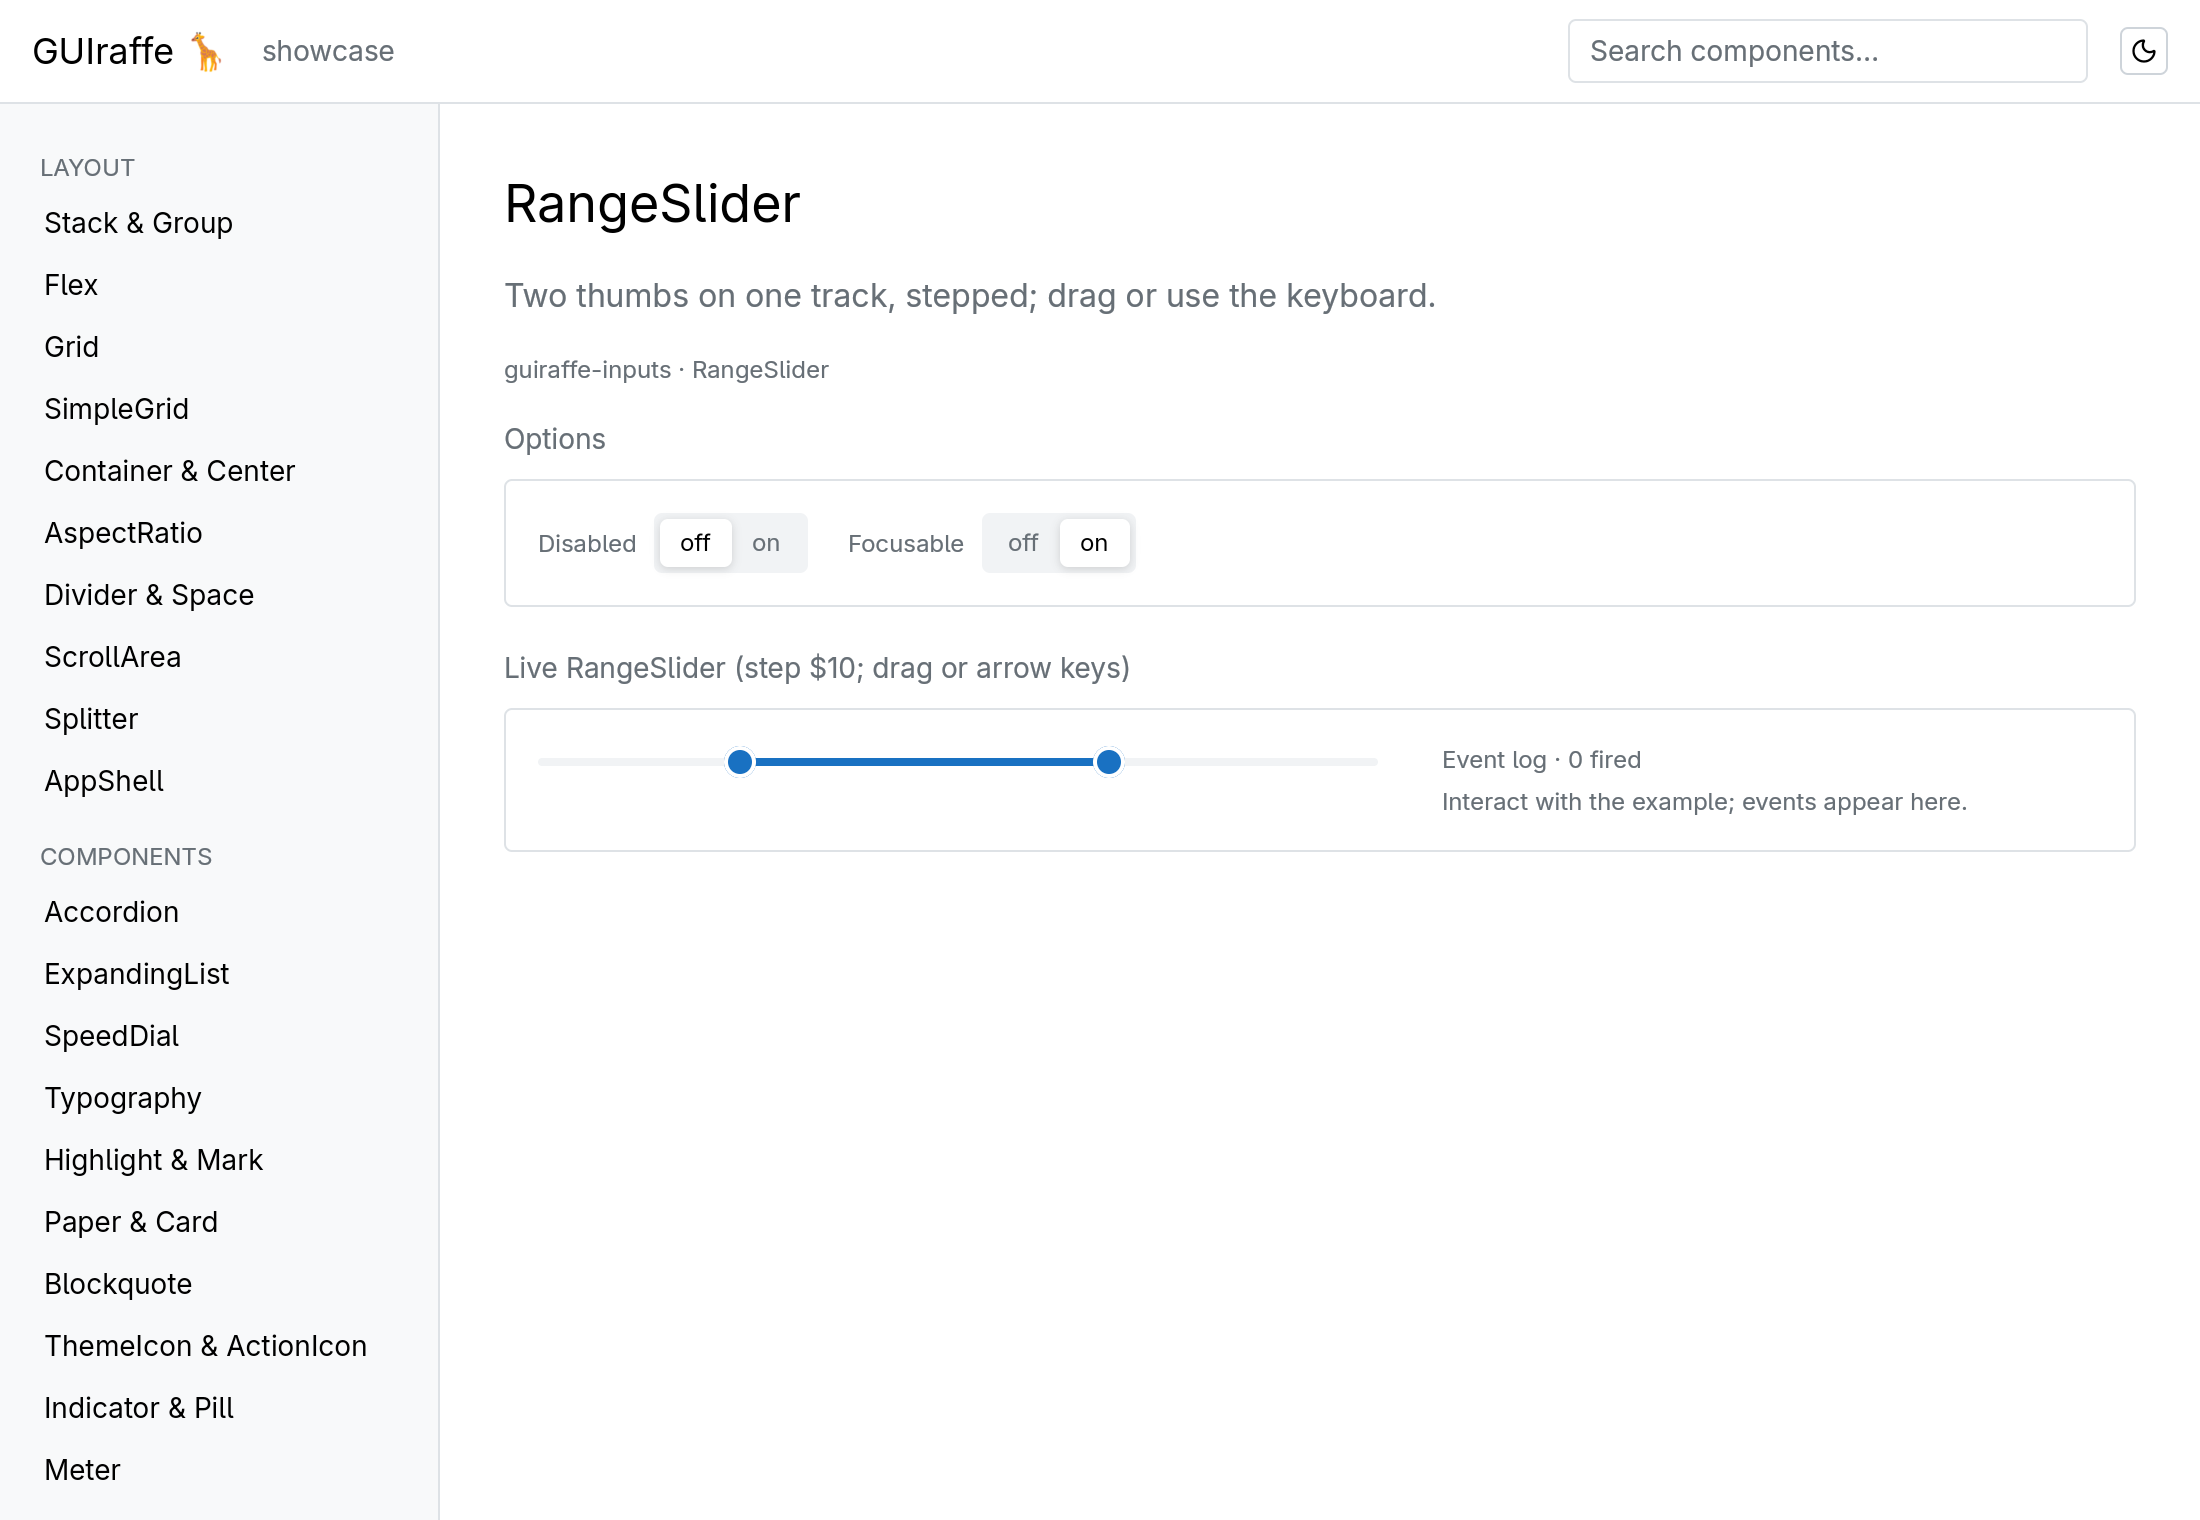 GUIraffe 🦒 showcase Search components...
LAYOUT
Stack & Group
Flex
Grid
SimpleGrid
Container & Center
AspectRatio
Divider & Space
ScrollArea
Splitter
AppShell
COMPONENTS
Accordion
ExpandingList
SpeedDial
Typography
Highlight & Mark
Paper & Card
Blockquote
ThemeIcon & ActionIcon
Indicator & Pill
Meter
RangeSlider
Two thumbs on one track, stepped; drag or use the keyboard.
guiraffe-inputs · RangeSlider
Options
Disabled off on Focusable off on
Live RangeSlider (step $10; drag or arrow keys)
Event log · 0 fired
Interact with the example; events appear here.